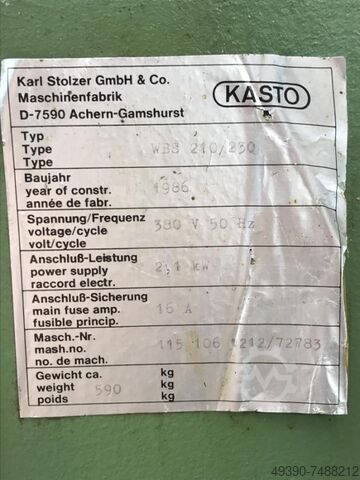 Karl Stolzer GmbH & Co.
Maschinenfabrik
D-7590 Achern-Gamshurst
KASTO
Typ
Type
Type
WBS 210/230
Baujahr
year of constr.
année de fabr.
1986
Spannung/Frequenz
voltage/cycle
volt/cycle
380 V 50 Hz
Anschluß-Leistung
power supply
raccord electr.
2,1 kW
Anschluß-Sicherung
main fuse amp.
fusible princip.
16 A
Masch.-Nr.
mash.no.
no. de mach.
115 106 1212/72783
Gewicht ca. kg
weight 590 kg
poids kg
49390-7488212